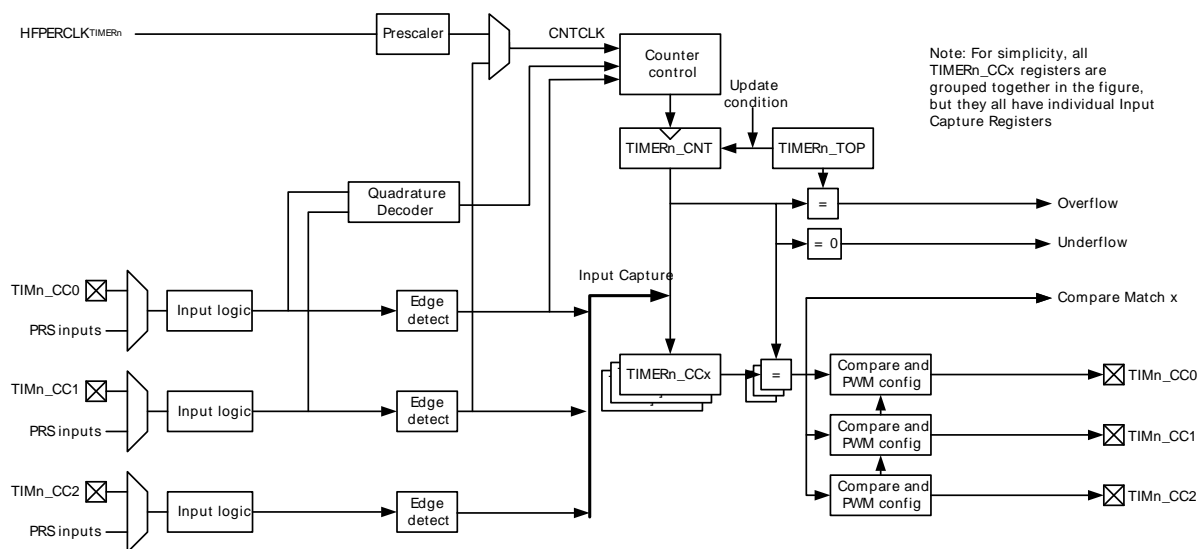 HFPERCLKTIMERn
Prescaler
CNTCLK
Counter
control
Note: For simplicity, all
TIMERn_CCx registers are
grouped together in the figure,
but they all have individual Input
Capture Registers
Update
condition
TIMERn_CNT
TIMERn_TOP
Quadrature
Decoder
=
Overflow
= 0
Underflow
Input Capture
TIMn_CC0
PRS inputs
Input logic
Edge
detect
Compare Match x
TIMERn_CCx
=
Compare and
PWM config
TIMn_CC0
TIMn_CC1
PRS inputs
Input logic
Edge
detect
Compare and
PWM config
TIMn_CC1
TIMn_CC2
PRS inputs
Input logic
Edge
detect
Compare and
PWM config
TIMn_CC2